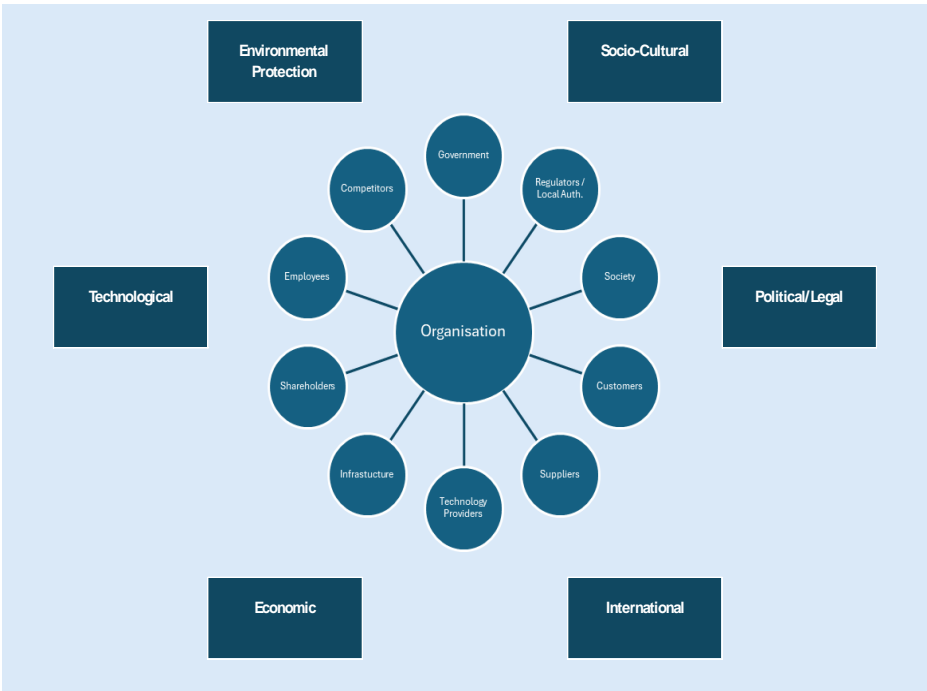 Environmental
Protection
Socio-Cultural
Government
Competitors
Regulators /
Local Auth.
Employees
Society
Technological
Political/Legal
Organisation
Shareholders
Customers
Infrastucture
Suppliers
Technology
Providers
Economic
International